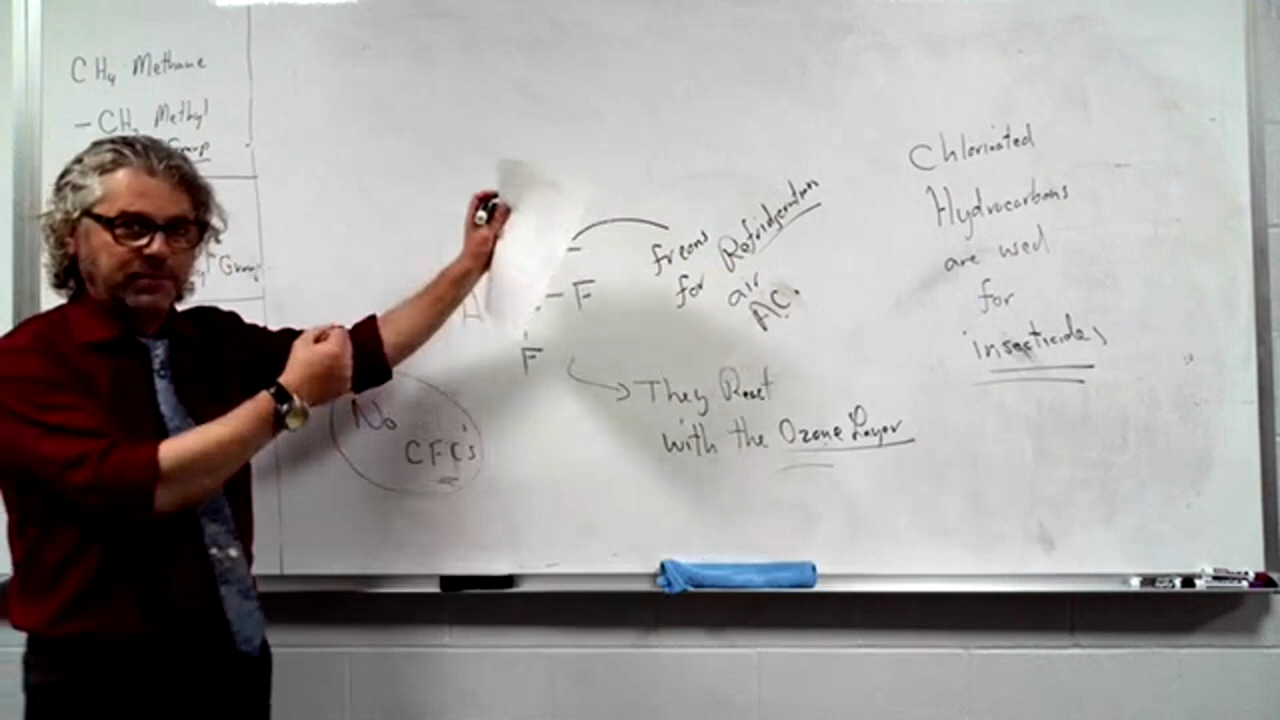 CH4 Methane
- CH3 Methyl
Group
Group
- F
F
freons
for Refridgeration
air
AC.
No
CFC's
They React
with the Ozone Layer
Chlorinated
Hydrocarbons
are used
for
insecticides